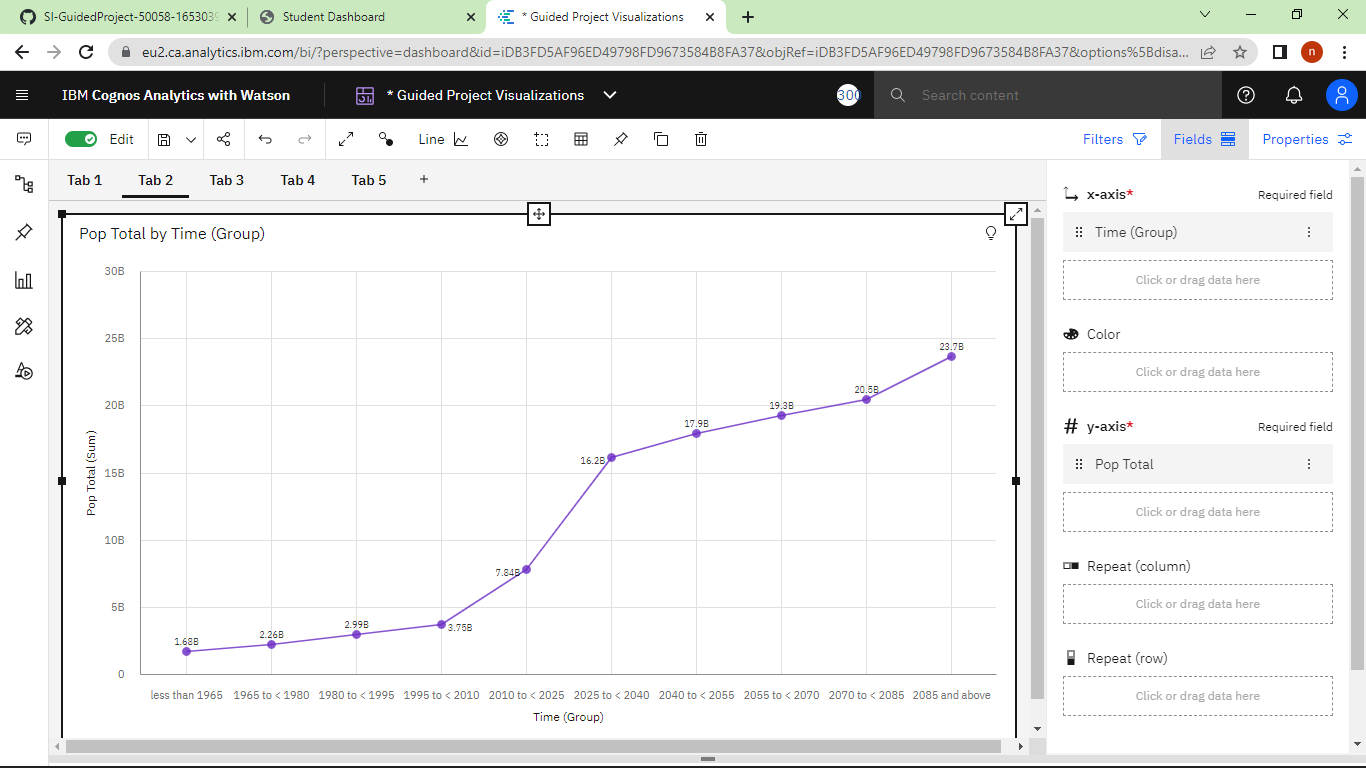 SI-GuidedProject-50058-1653039
Student Dashboard
* Guided Project Visualizations
eu2.ca.analytics.ibm.com/bi/?perspective=dashboard&id=iDB3FD5AF96ED49798FD9673584B8FA37&objRef=iDB3FD5AF96ED49798FD9673584B8FA37&options%5Bdisa...
n
IBM Cognos Analytics with Watson
* Guided Project Visualizations
300
Search content
Edit
Line
Filters
Fields
Properties
Tab 1
Tab 2
Tab 3
Tab 4
Tab 5
Pop Total by Time (Group)
30B
25B
20B
15B
10B
5B
0
Pop Total (Sum)
1.68B
2.26B
2.99B
3.75B
7.84B
16.2B
17.9B
19.3B
20.5B
23.7B
less than 1965
1965 to < 1980
1980 to < 1995
1995 to < 2010
2010 to < 2025
2025 to < 2040
2040 to < 2055
2055 to < 2070
2070 to < 2085
2085 and above
Time (Group)
x-axis*
Required field
Time (Group)
Click or drag data here
Color
Click or drag data here
# y-axis*
Required field
Pop Total
Click or drag data here
Repeat (column)
Click or drag data here
Repeat (row)
Click or drag data here